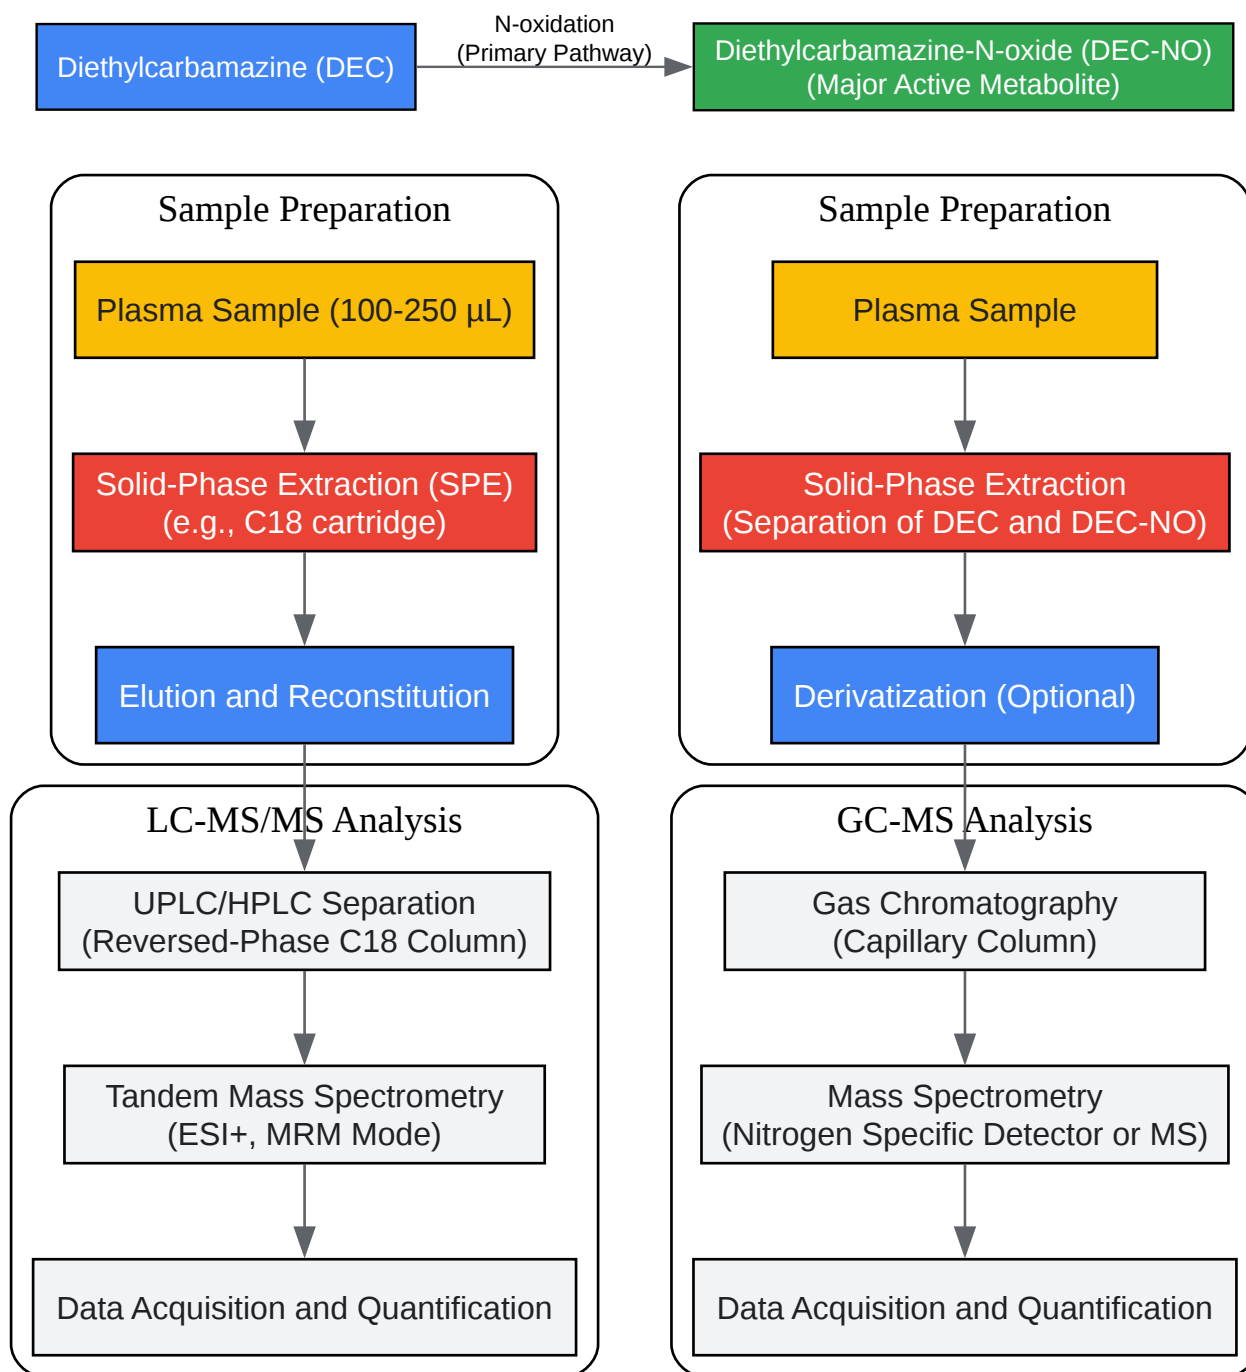 Diethylcarbamazine (DEC)
N-oxidation
(Primary Pathway)
Diethylcarbamazine-N-oxide (DEC-NO)
(Major Active Metabolite)
Sample Preparation
Plasma Sample (100-250 µL)
Solid-Phase Extraction (SPE)
(e.g., C18 cartridge)
Elution and Reconstitution
LC-MS/MS Analysis
UPLC/HPLC Separation
(Reversed-Phase C18 Column)
Tandem Mass Spectrometry
(ESI+, MRM Mode)
Data Acquisition and Quantification
Sample Preparation
Plasma Sample
Solid-Phase Extraction
(Separation of DEC and DEC-NO)
Derivatization (Optional)
GC-MS Analysis
Gas Chromatography
(Capillary Column)
Mass Spectrometry
(Nitrogen Specific Detector or MS)
Data Acquisition and Quantification